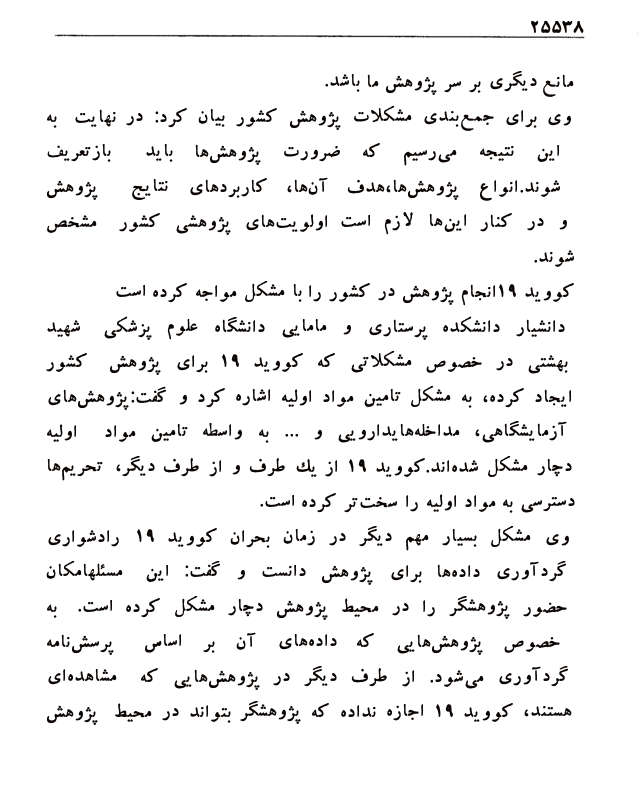 ۲۵۵۳۸
مانع دیگری بر سر پژوهش ما باشد.
وی برای جمع‌بندی مشکلات پژوهش کشور بیان کرد: در نهایت به
این نتیجه می‌رسیم که ضرورت پژوهش‌ها باید بازتعریف
شوند.انواع پژوهش‌ها،هدف آن‌ها، کاربردهای نتایج پژوهش
و در کنار این‌ها لازم است اولویت‌های پژوهشی کشور مشخص
شوند.
کووید ۱۹انجام پژوهش در کشور را با مشکل مواجه کرده است
دانشیار دانشکده پرستاری و مامایی دانشگاه علوم پزشکی شهید
بهشتی در خصوص مشکلاتی که کووید ۱۹ برای پژوهش کشور
ایجاد کرده، به مشکل تامین مواد اولیه اشاره کرد و گفت:پژوهش‌های
آزمایشگاهی، مداخله‌هایدارویی و ... به واسطه تامین مواد اولیه
دچار مشکل شده‌اند.کووید ۱۹ از یك طرف و از طرف دیگر، تحریم‌ها
دسترسی به مواد اولیه را سخت‌تر کرده است.
وی مشکل بسیار مهم دیگر در زمان بحران کووید ۱۹ رادشواری
گردآوری داده‌ها برای پژوهش دانست و گفت: این مسئلهامکان
حضور پژوهشگر را در محیط پژوهش دچار مشکل کرده است. به
خصوص پژوهش‌هایی که داده‌های آن بر اساس پرسش‌نامه
گردآوری می‌شود. از طرف دیگر در پژوهش‌هایی که مشاهده‌ای
هستند، کووید ۱۹ اجازه نداده که پژوهشگر بتواند در محیط پژوهش